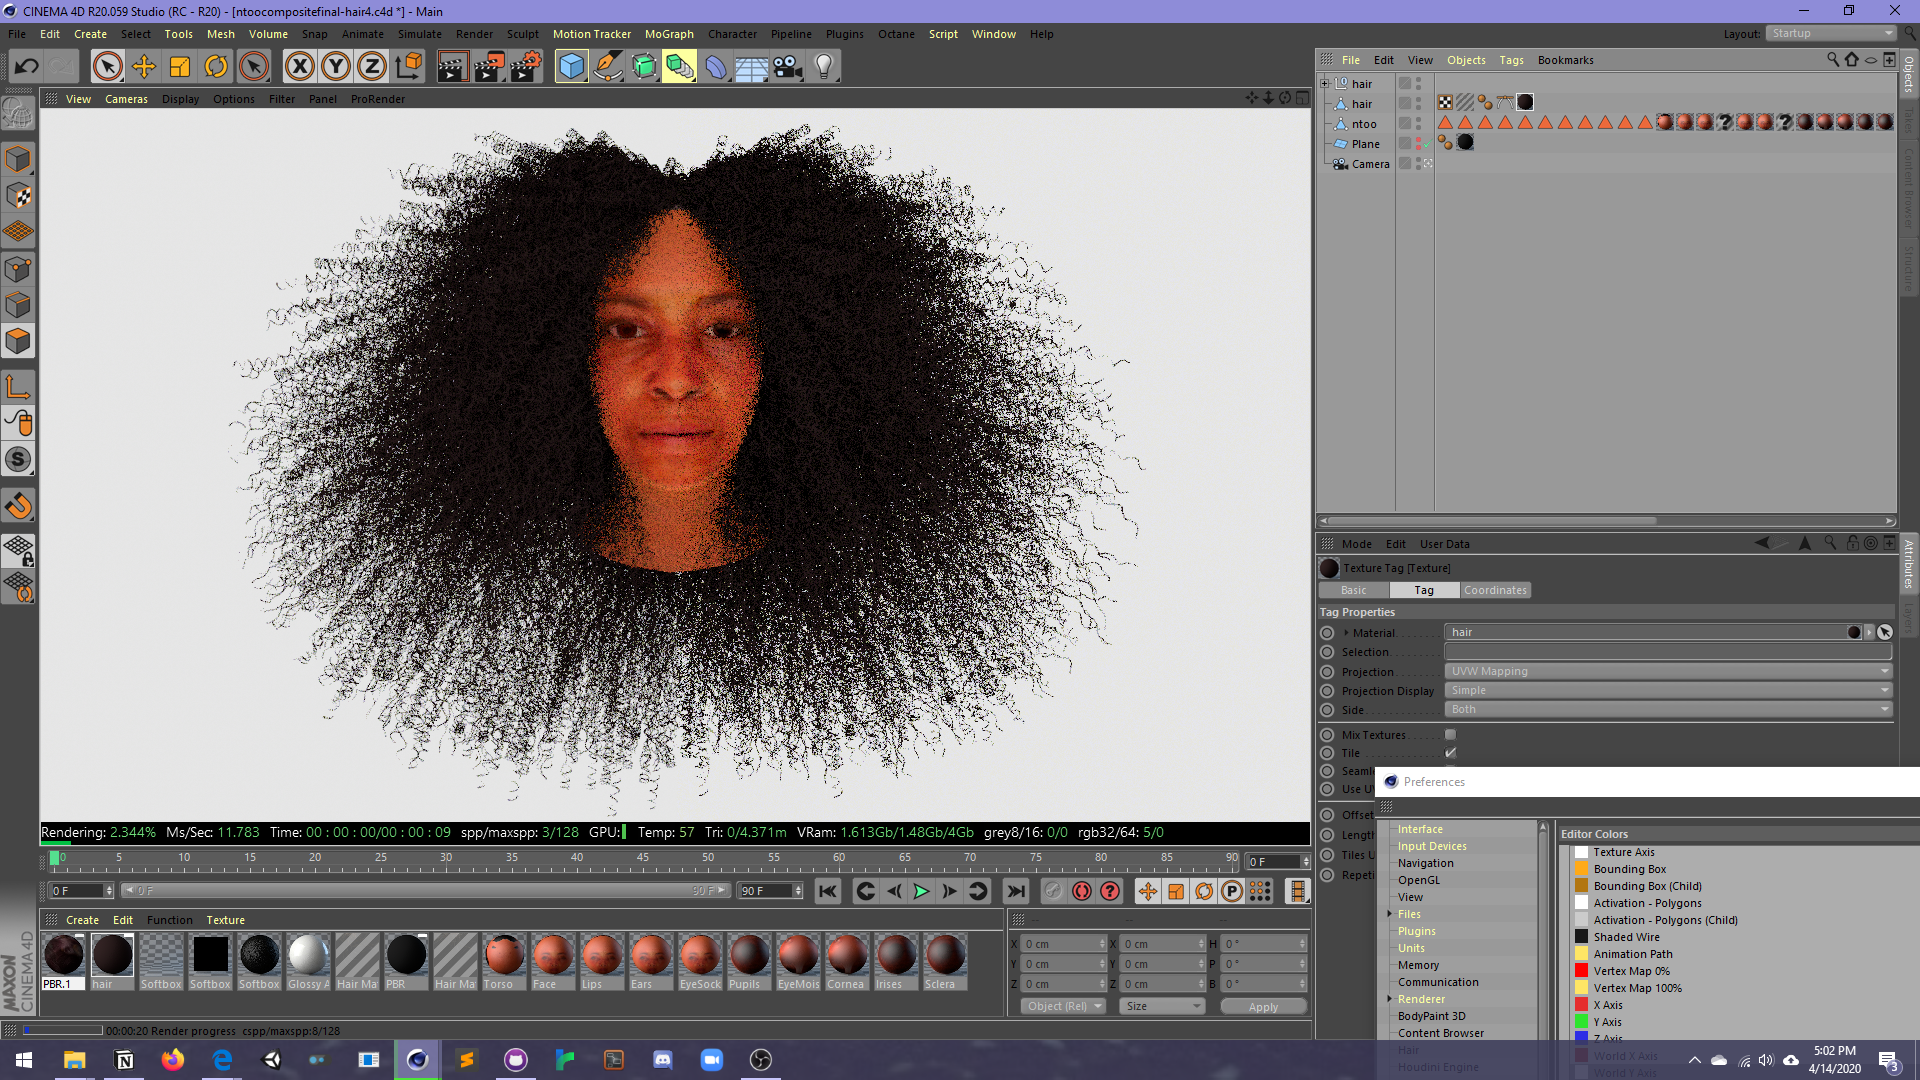 CINEMA 4D R20.059 Studio (RC - R20) - [ntoocompositefinal-hair4.c4d *] - Main
File Edit Create Select Tools Mesh Volume Snap Animate Simulate Render Sculpt Motion Tracker MoGraph Character Pipeline Plugins Octane Script Window Help
Layout: Startup
View Cameras Display Options Filter Panel ProRender
File Edit View Objects Tags Bookmarks
hair
hair
ntoo
Plane
Camera
Objects
Takes
Content Browser
Structure
Mode Edit User Data
Attributes
Layers
Texture Tag [Texture]
Basic Tag Coordinates
Tag Properties
Material hair
Selection
Projection UVW Mapping
Projection Display Simple
Side Both
Mix Textures
Tile
Seaml
Use U
Offset
Length
Tiles U
Repeti
Rendering: 2.344% Ms/Sec: 11.783 Time: 00 : 00 : 00/00 : 00 : 09 spp/maxspp: 3/128 GPU: Temp: 57 Tri: 0/4.371m VRam: 1.613Gb/1.48Gb/4Gb grey8/16: 0/0 rgb32/64: 5/0
0 5 10 15 20 25 30 35 40 45 50 55 60 65 70 75 80 85 90 0 F
0 F 0 F 90 F 90 F
Create Edit Function Texture
PBR.1 hair Softbox Softbox Softbox Glossy A Hair Ma PBR Hair Ma Torso Face Lips Ears EyeSock Pupils EyeMois Cornea Irises Sclera
-- -- --
X 0 cm X 0 cm H 0 °
Y 0 cm Y 0 cm P 0 °
Z 0 cm Z 0 cm B 0 °
Object (Rel) Size Apply
MAXON
CINEMA 4D
00:00:20 Render progress cspp/maxspp:8/128
Preferences
Interface
Input Devices
Navigation
OpenGL
View
Files
Plugins
Units
Memory
Communication
Renderer
BodyPaint 3D
Content Browser
Hair
Houdini Engine
Editor Colors
Texture Axis
Bounding Box
Bounding Box (Child)
Activation - Polygons
Activation - Polygons (Child)
Shaded Wire
Animation Path
Vertex Map 0%
Vertex Map 100%
X Axis
Y Axis
Z Axis
World X Axis
World Y Axis
5:02 PM
4/14/2020
3